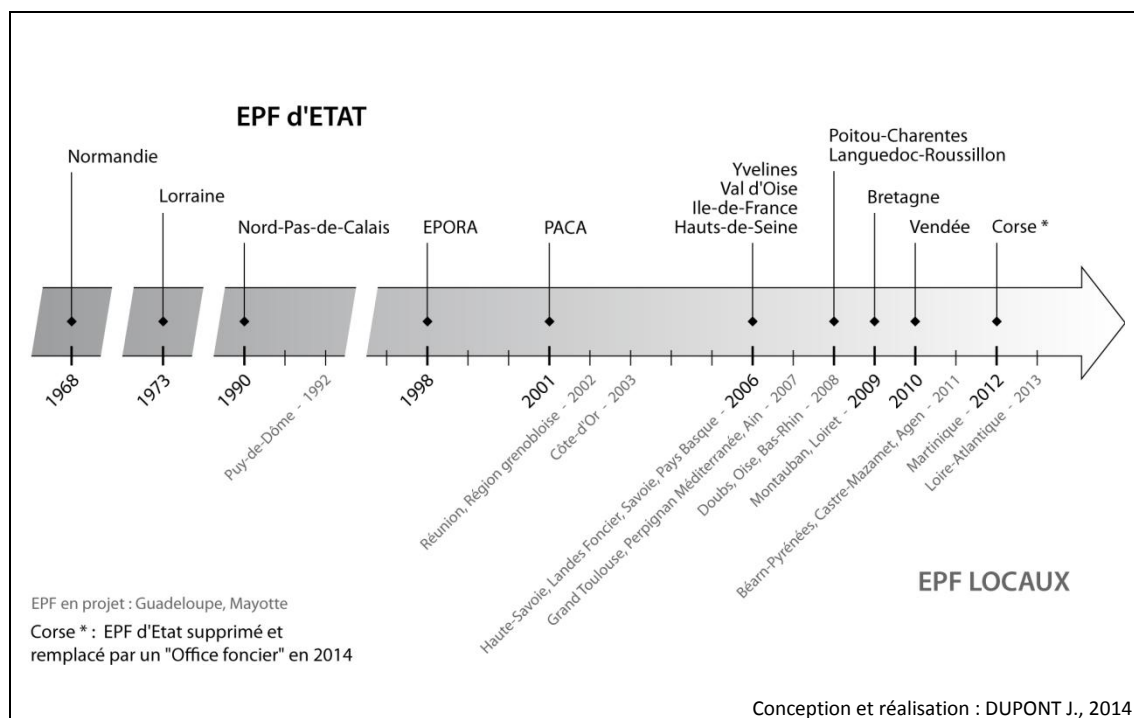 EPF d'ETAT
Normandie
Lorraine
Nord-Pas-de-Calais
EPORA
PACA
Yvelines
Val d'Oise
Ile-de-France
Hauts-de-Seine
Poitou-Charentes
Languedoc-Roussillon
Bretagne
Vendée
Corse *
1968
1973
1990
Puy-de-Dôme - 1992
1998
2001
Réunion, Région grenobloise - 2002
Côte-d'Or - 2003
Haute-Savoie, Landes Foncier, Savoie, Pays Basque - 2006
Grand Toulouse, Perpignan Méditerranée, Ain - 2007
Doubs, Oise, Bas-Rhin - 2008
Montauban, Loiret - 2009
2010
Béarn-Pyrénées, Castre-Mazamet, Agen - 2011
Martinique - 2012
Loire-Atlantique - 2013
EPF LOCAUX
EPF en projet : Guadeloupe, Mayotte
Corse * : EPF d'Etat supprimé et
remplacé par un "Office foncier" en 2014
Conception et réalisation : DUPONT J., 2014